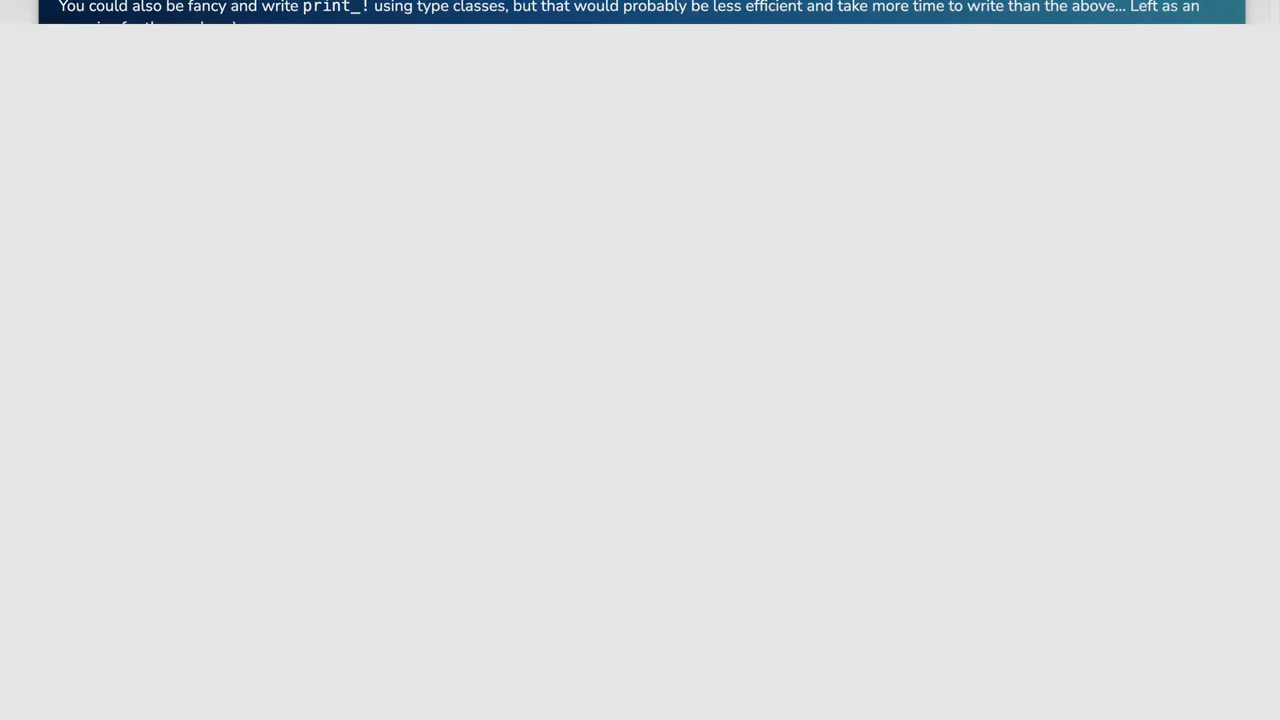 You could also be fancy and write print_! using type classes, but that would probably be less efficient and take more time to write than the above... Left as an